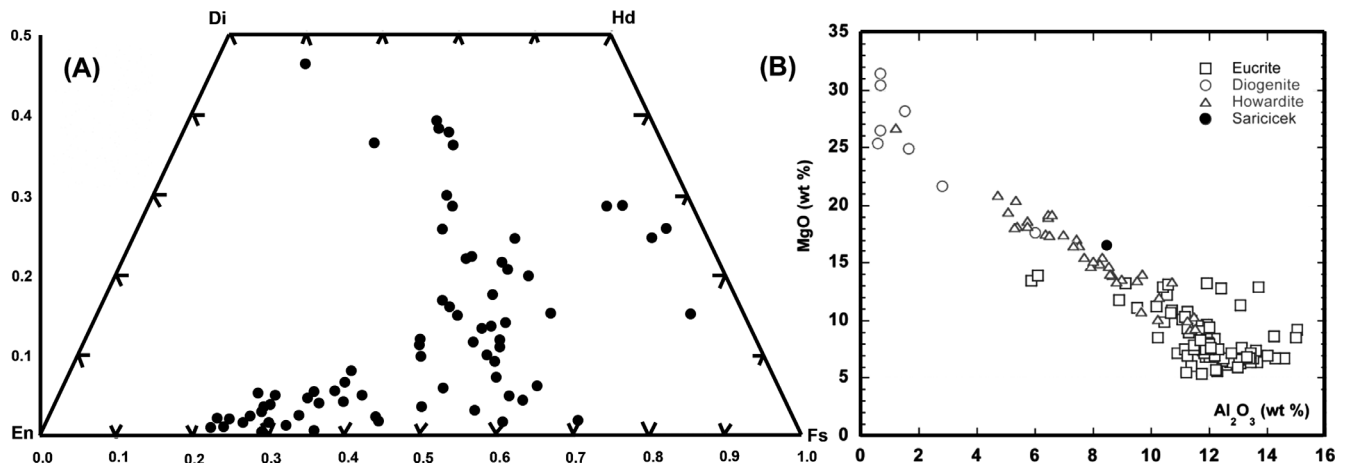 Di
Hd
(A)
0.5
0.4
0.3
0.2
0.1
En
Fs
0.0 0.1 0.2 0.3 0.4 0.5 0.6 0.7 0.8 0.9 1.0
(B)
35
30
25
20
15
10
5
0
MgO (wt %)
Eucrite
Diogenite
Howardite
Saricicek
Al2O3 (wt %)
0 2 4 6 8 10 12 14 16